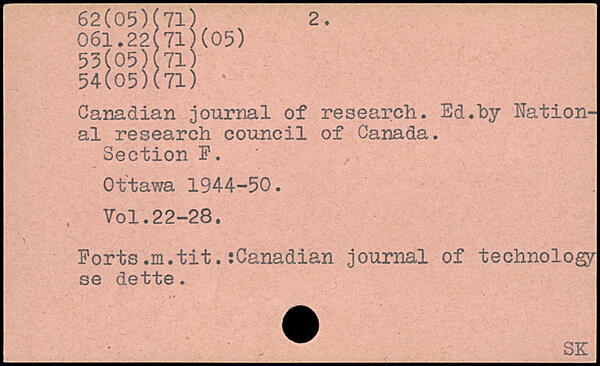 62(05)(71) 2.
061.22(71)(05)
53(05)(71)
54(05)(71)
Canadian journal of research. Ed.by Nation-
al research council of Canada.
Section F.
Ottawa 1944-50.
Vol.22-28.
Forts.m.tit.:Canadian journal of technology
se dette.
SK